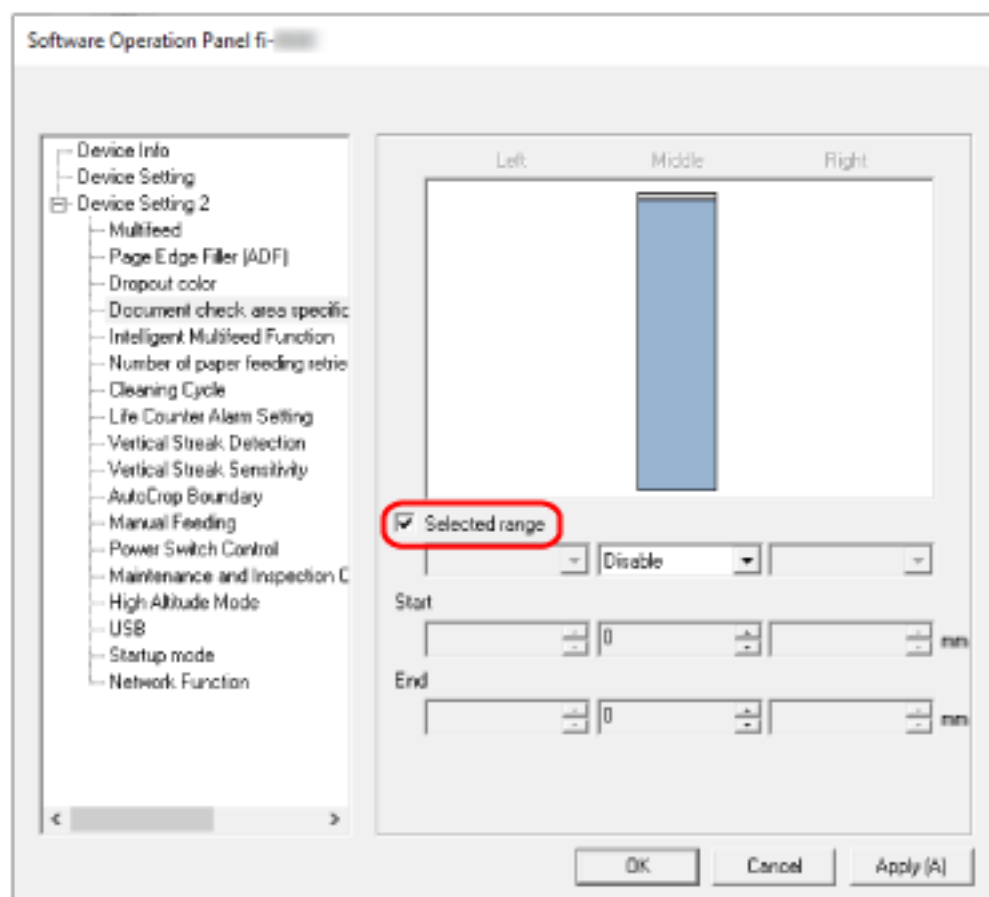 Software Operation Panel fi-
Device Info
Device Setting
Device Setting 2
Multifeed
Page Edge Filler (ADF)
Dropout color
Document check area specific
Intelligent Multifeed Function
Number of paper feeding retrie
Cleaning Cycle
Life Counter Alarm Setting
Vertical Streak Detection
Vertical Streak Sensitivity
AutoCrop Boundary
Manual Feeding
Power Switch Control
Maintenance and Inspection C
High Altitude Mode
USB
Startup mode
Network Function
Left Middle Right
Selected range
Disable
Start
0 mm
End
0 mm
OK Cancel Apply (A)